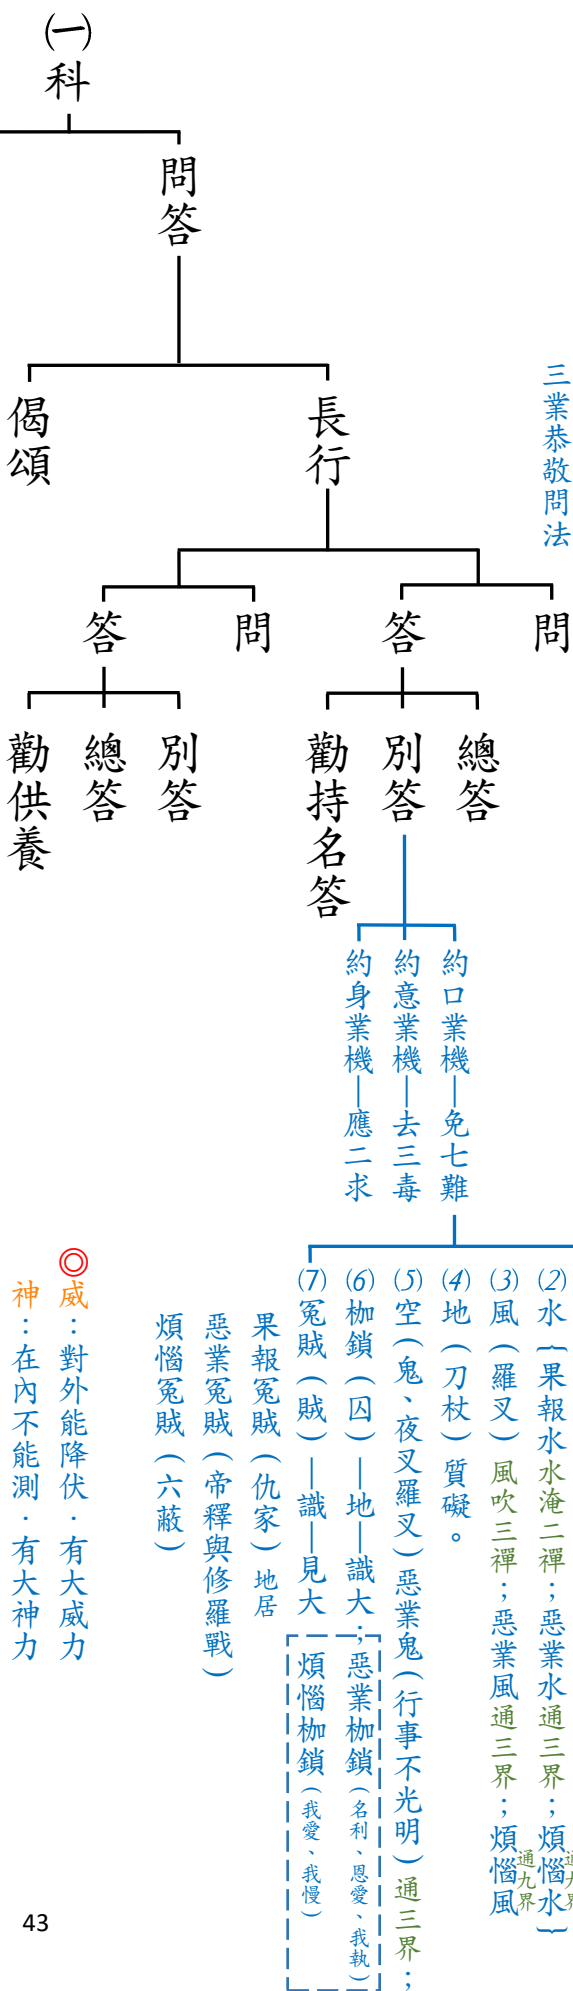 ㈠科
問答
長行
偈頌
三業恭敬問法
問
答
問
答
總答
別答
勸持名答
別答
總答
勸供養
約口業機—免七難
約意業機—去三毒
約身業機—應二求
(2)水{果報水水淹二禪；惡業水通三界；煩惱水}
(3)風(羅叉)風吹三禪；惡業風通三界；煩惱風通九界
(4)地(刀杖)質礙。
(5)空(鬼、夜叉羅叉)惡業鬼(行事不光明)通三界；
(6)枷鎖(囚)—地—識大；惡業枷鎖(名利、恩愛、我執)
煩惱枷鎖(我愛、我慢)
(7)冤賊(賊)—識—見大
果報冤賊(仇家)地居
惡業冤賊(帝釋與修羅戰)
煩惱冤賊(六蔽)
◎威：對外能降伏．有大威力
神：在內不能測．有大神力
43